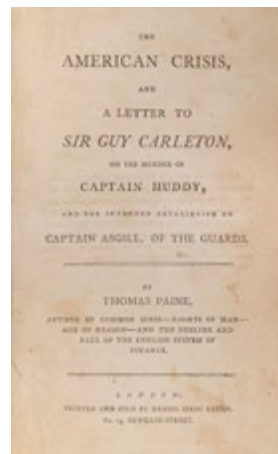 THE
AMERICAN CRISIS,
AND
A LETTER TO
SIR GUY CARLETON,
ON THE MURDER OF
CAPTAIN HUDDY,
AND THE INTENDED RETALIATION ON
CAPTAIN ASGILL, OF THE GUARDS.
BY
THOMAS PAINE,
AUTHOR OF COMMON SENSE—RIGHTS OF MAN—
AGE OF REASON—AND THE DECLINE AND
FALL OF THE ENGLISH SYSTEM OF
FINANCE.
LONDON:
PRINTED AND SOLD BY DANIEL ISAAC EATON,
No. 74, NEWGATE-STREET.